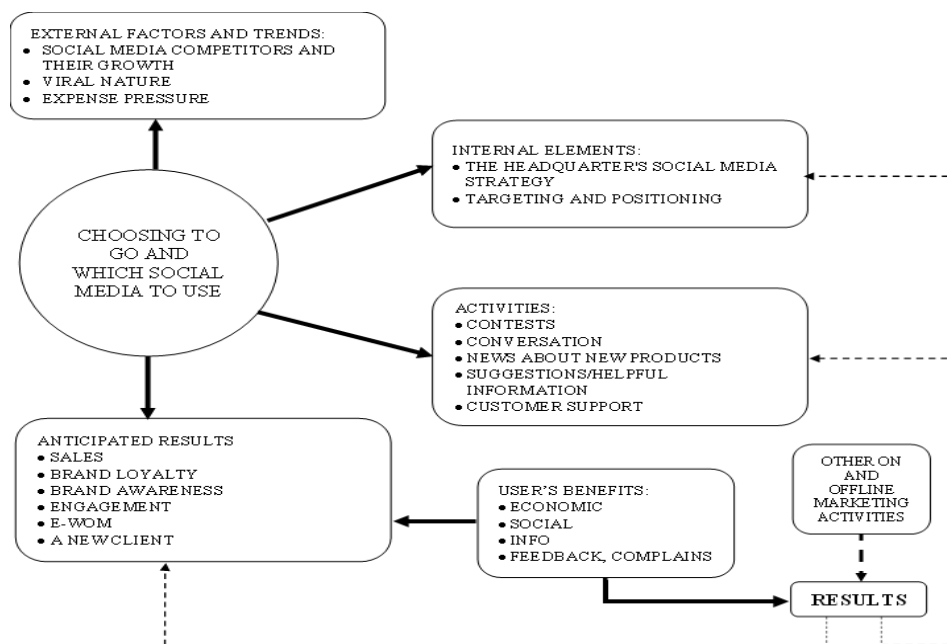 EXTERNAL FACTORS AND TRENDS:
● SOCIAL MEDIA COMPETITORS AND
THEIR GROWTH
● VIRAL NATURE
● EXPENSE PRESSURE
INTERNAL ELEMENTS:
● THE HEADQUARTER'S SOCIAL MEDIA
STRATEGY
● TARGETING AND POSITIONING
CHOOSING TO
GO AND
WHICH SOCIAL
MEDIA TO USE
ACTIVITIES:
● CONTESTS
● CONVERSATION
● NEWS ABOUT NEW PRODUCTS
● SUGGESTIONS/HELPFUL
INFORMATION
● CUSTOMER SUPPORT
ANTICIPATED RESULTS
● SALES
● BRAND LOYALTY
● BRAND AWARENESS
● ENGAGEMENT
● E-WOM
● A NEW CLIENT
USER'S BENEFITS:
● ECONOMIC
● SOCIAL
● INFO
● FEEDBACK, COMPLAINS
OTHER ON
AND
OFFLINE
MARKETING
ACTIVITIES
RESULTS